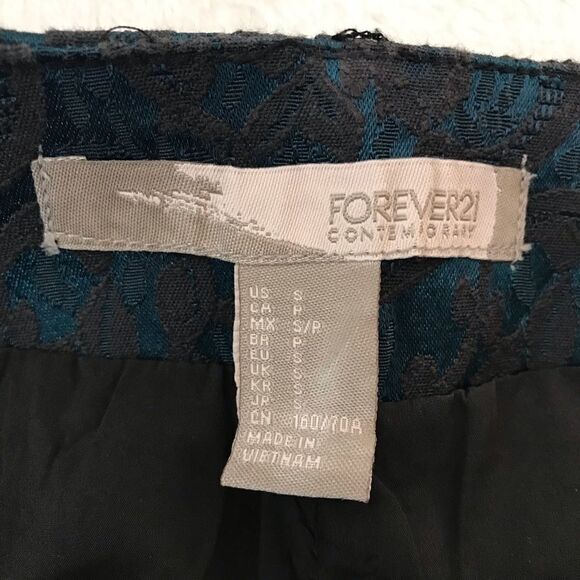 FOREVER21
CONTEMPORARY
US S
CA P
MX S/P
BR P
EU S
UK S
KR S
JP S
CN 160/70A
MADE IN
VIETNAM